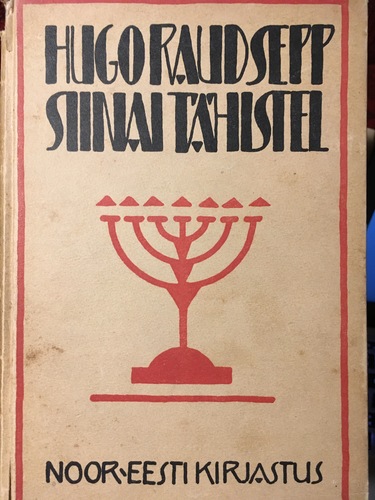 HUGO RAUDSEPP
SIINAI TÄHISTEL
NOOR-EESTI KIRJASTUS